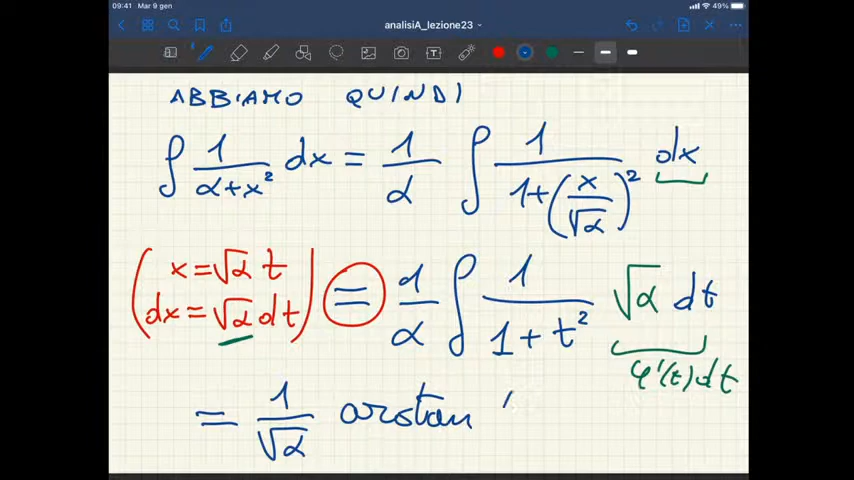 09:41 Mar 9 gen
49%
analisiA_lezione23
ABBIAMO QUINDI
∫ 1/(α+x²) dx = 1/α ∫ 1/(1+(x/√α)²) dx
(x=√α t
dx=√α dt) = 1/α ∫ 1/(1+t²) √α dt
φ'(t)dt
= 1/√α arctan